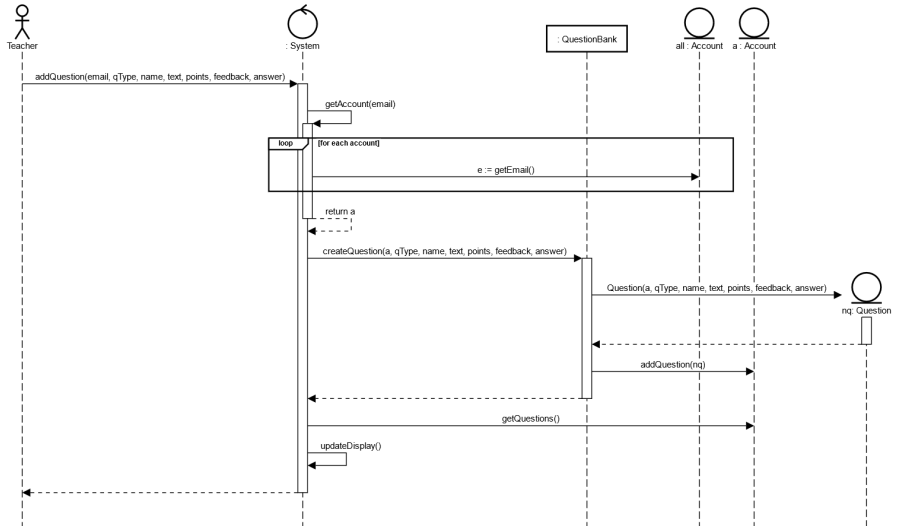 Teacher
: System
: QuestionBank
all : Account
a : Account
addQuestion(email, qType, name, text, points, feedback, answer)
getAccount(email)
loop
[for each account]
e := getEmail()
return a
createQuestion(a, qType, name, text, points, feedback, answer)
Question(a, qType, name, text, points, feedback, answer)
nq: Question
addQuestion(nq)
getQuestions()
updateDisplay()